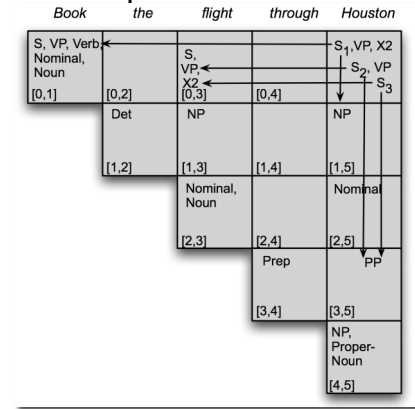 Book the flight through Houston
S, VP, Verb, Nominal, Noun
[0,1]
[0,2]
S, VP, X2
[0,3]
[0,4]
S1,VP, X2
S2, VP
S3
Det
[1,2]
NP
[1,3]
[1,4]
NP
[1,5]
Nominal, Noun
[2,3]
[2,4]
Nominal
[2,5]
Prep
[3,4]
PP
[3,5]
NP, Proper-Noun
[4,5]